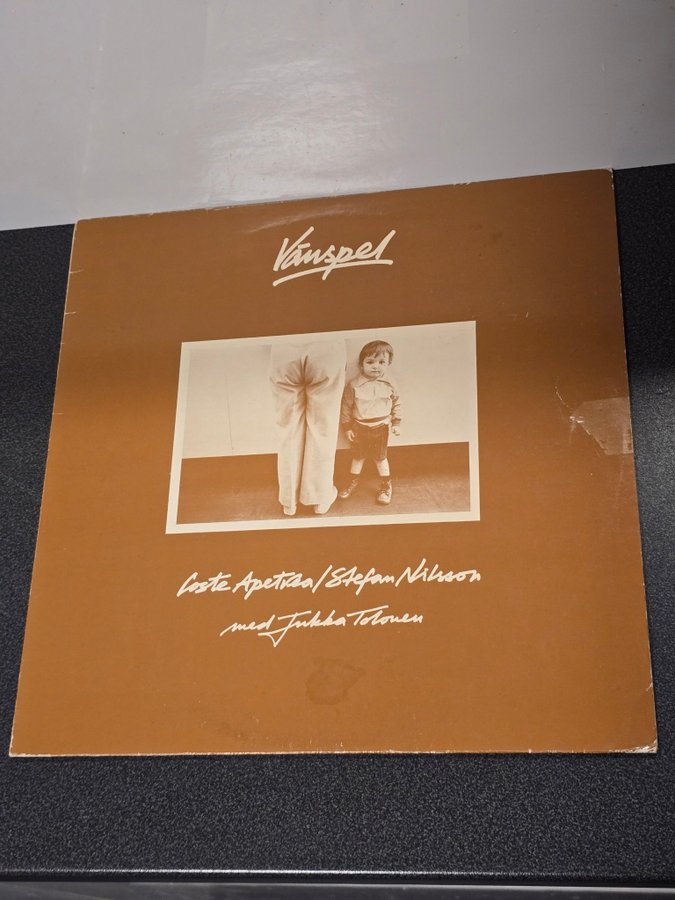 Vänspel
Coste Apetrea/Stefan Nilsson
med Jukka Tolonen